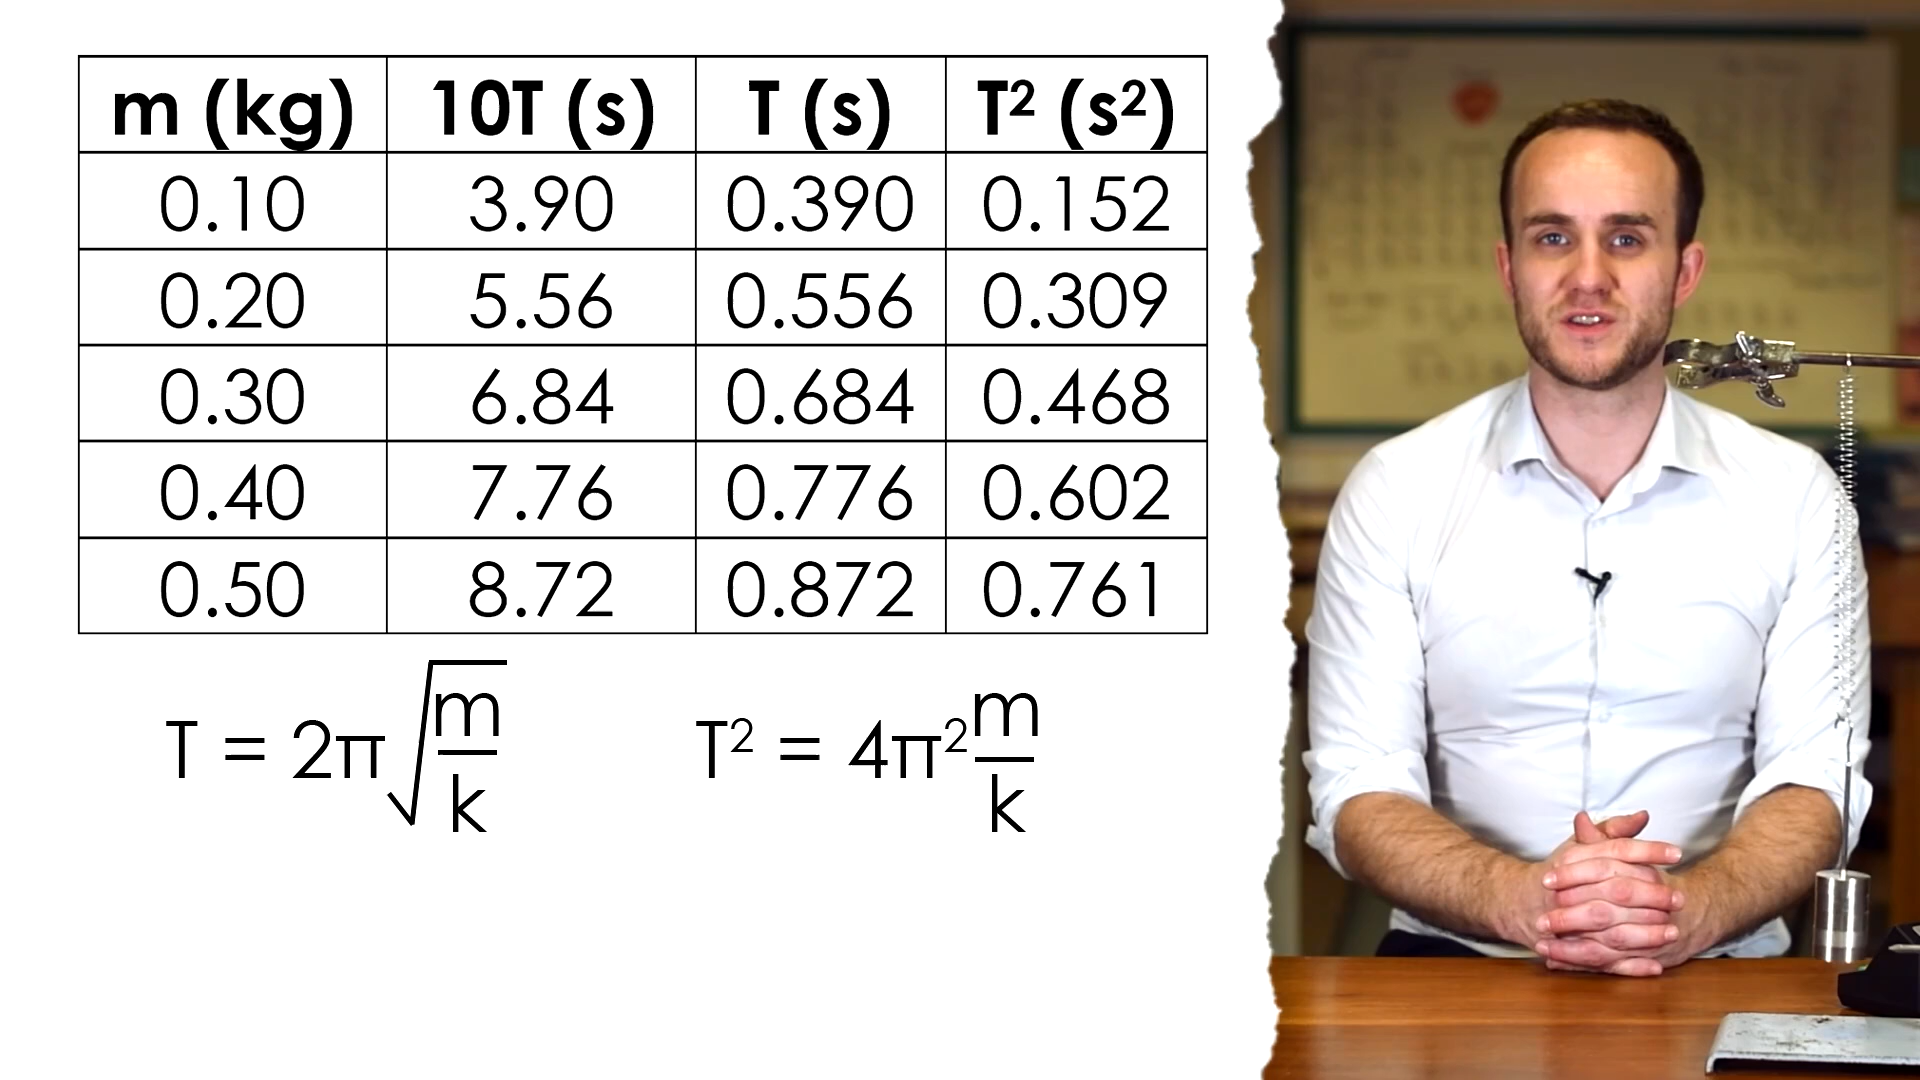 m (kg) 10T (s) T (s) T² (s²)
0.10 3.90 0.390 0.152
0.20 5.56 0.556 0.309
0.30 6.84 0.684 0.468
0.40 7.76 0.776 0.602
0.50 8.72 0.872 0.761
T = 2π√(m/k) T² = 4π² m/k